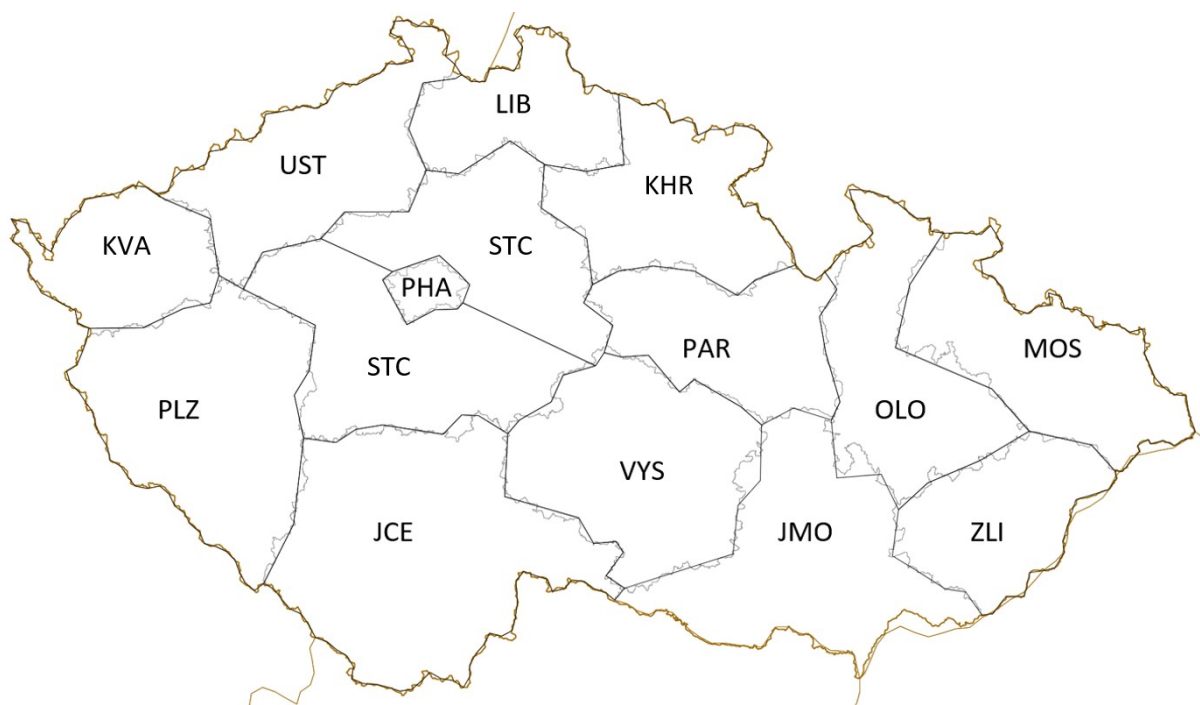 LIB
UST
KHR
KVA
STC
PHA
PAR
MOS
STC
PLZ
OLO
VYS
JCE
JMO
ZLI